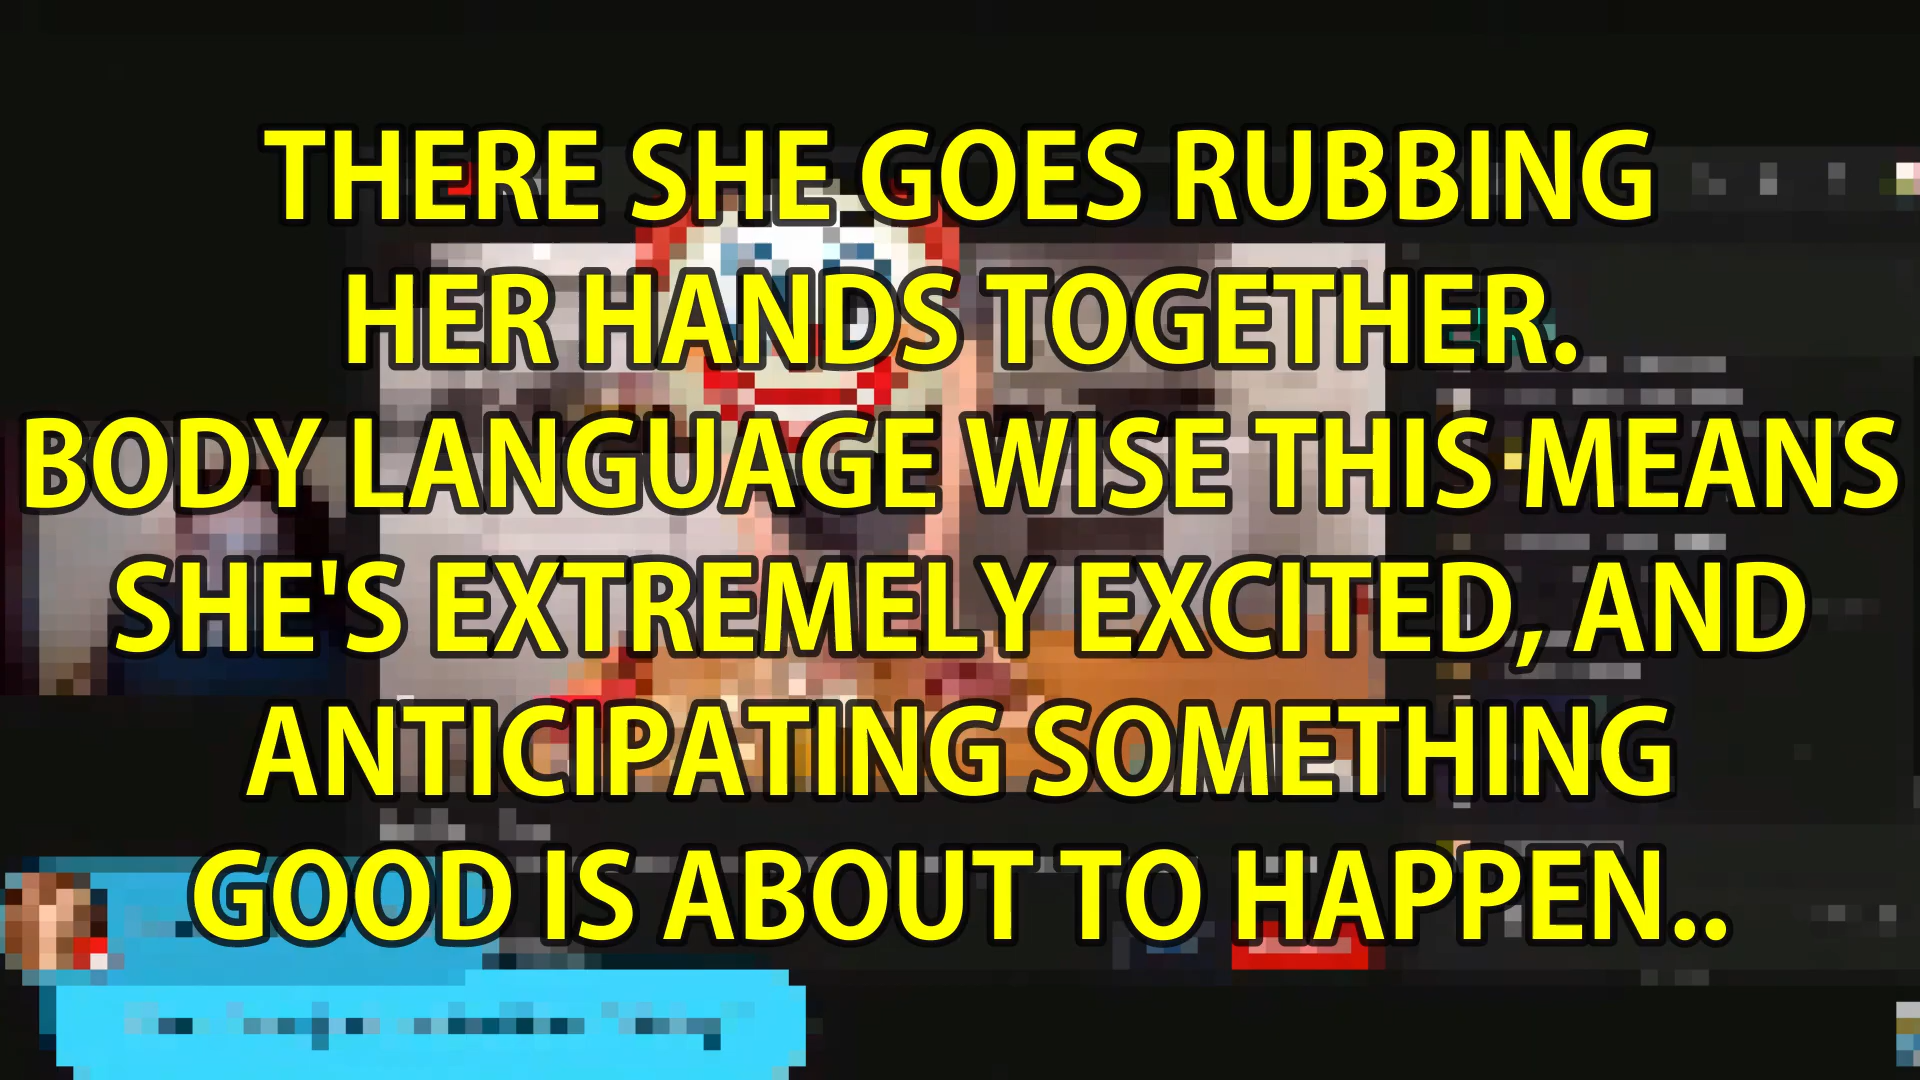 THERE SHE GOES RUBBING
HER HANDS TOGETHER.
BODY LANGUAGE WISE THIS MEANS
SHE'S EXTREMELY EXCITED, AND
ANTICIPATING SOMETHING
GOOD IS ABOUT TO HAPPEN..